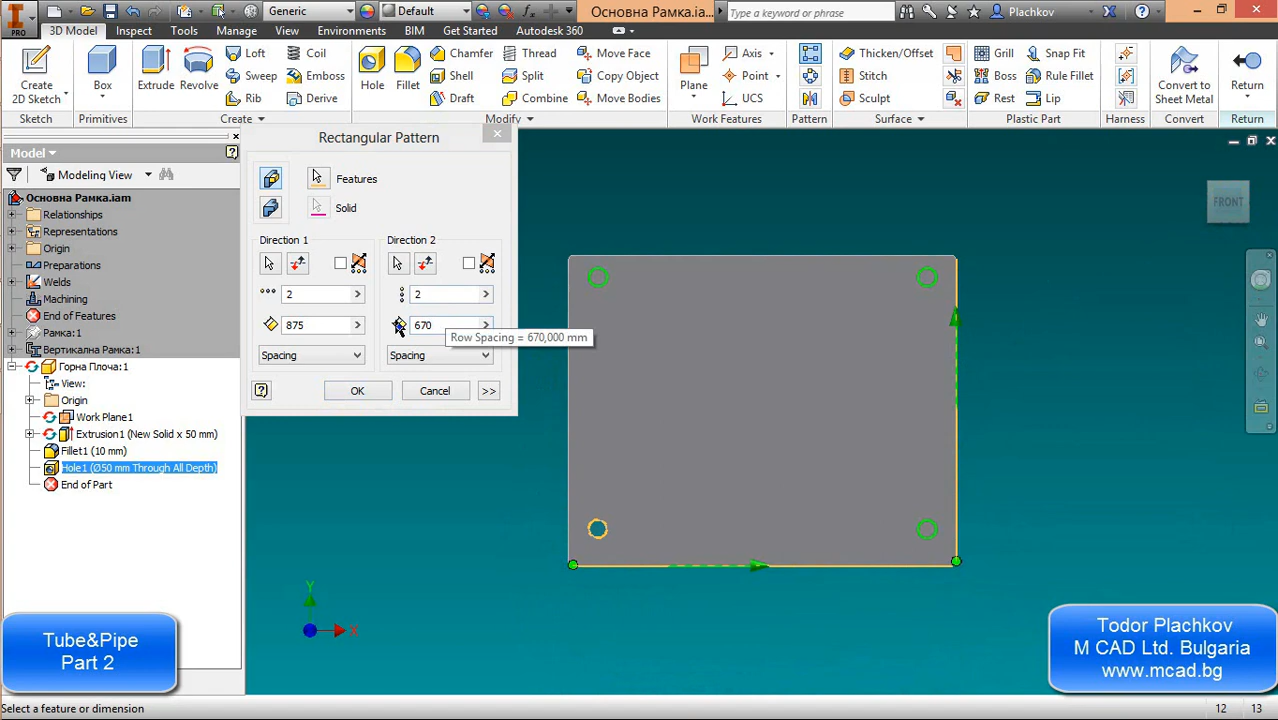 PRO
Generic
Default
fx
Основна Рамка.iam...
Type a keyword or phrase
Plachkov
3D Model Inspect Tools Manage View Environments BIM Get Started Autodesk 360
Create
2D Sketch
Box
Extrude
Revolve
Loft
Coil
Sweep
Emboss
Rib
Derive
Hole
Fillet
Chamfer
Thread
Move Face
Shell
Split
Copy Object
Draft
Combine
Move Bodies
Plane
Axis
Point
UCS
Thicken/Offset
Stitch
Sculpt
Grill
Snap Fit
Boss
Rule Fillet
Rest
Lip
Convert to
Sheet Metal
Return
Sketch Primitives Create Modify Work Features Pattern Surface Plastic Part Harness Convert Return
Model
Modeling View
Основна Рамка.iam
Relationships
Representations
Origin
Preparations
Welds
Machining
End of Features
Рамка:1
Вертикална Рамка:1
Горна Плоча:1
View:
Origin
Work Plane1
Extrusion1 (New Solid x 50 mm)
Fillet1 (10 mm)
Hole1 (Ø50 mm Through All Depth)
End of Part
Rectangular Pattern
Features
Solid
Direction 1
Direction 2
2
2
875
670
Row Spacing = 670,000 mm
Spacing
Spacing
OK
Cancel
>>
FRONT
Y
X
Tube&Pipe
Part 2
Todor Plachkov
M CAD Ltd. Bulgaria
www.mcad.bg
Select a feature or dimension
12 13